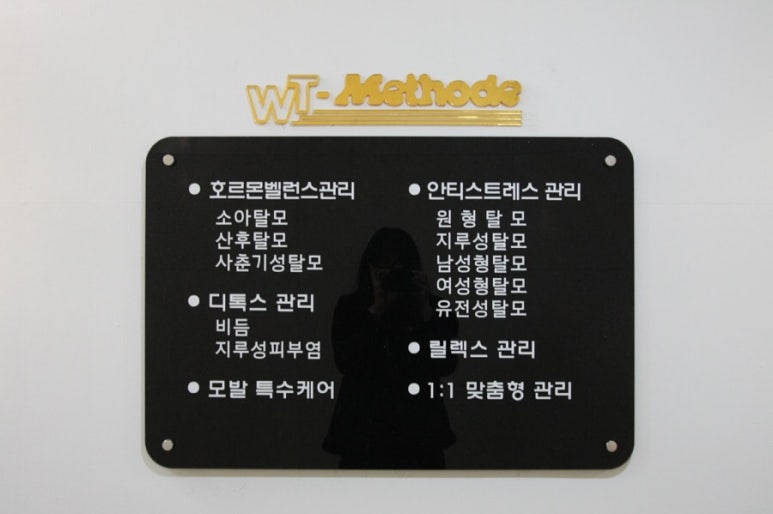 WT-Methode
● 호르몬벨런스관리
소아탈모
산후탈모
사춘기성탈모
● 디톡스 관리
비듬
지루성피부염
● 모발 특수케어
● 안티스트레스 관리
원 형 탈 모
지루성탈모
남성형탈모
여성형탈모
유전성탈모
● 릴렉스 관리
● 1:1 맞춤형 관리